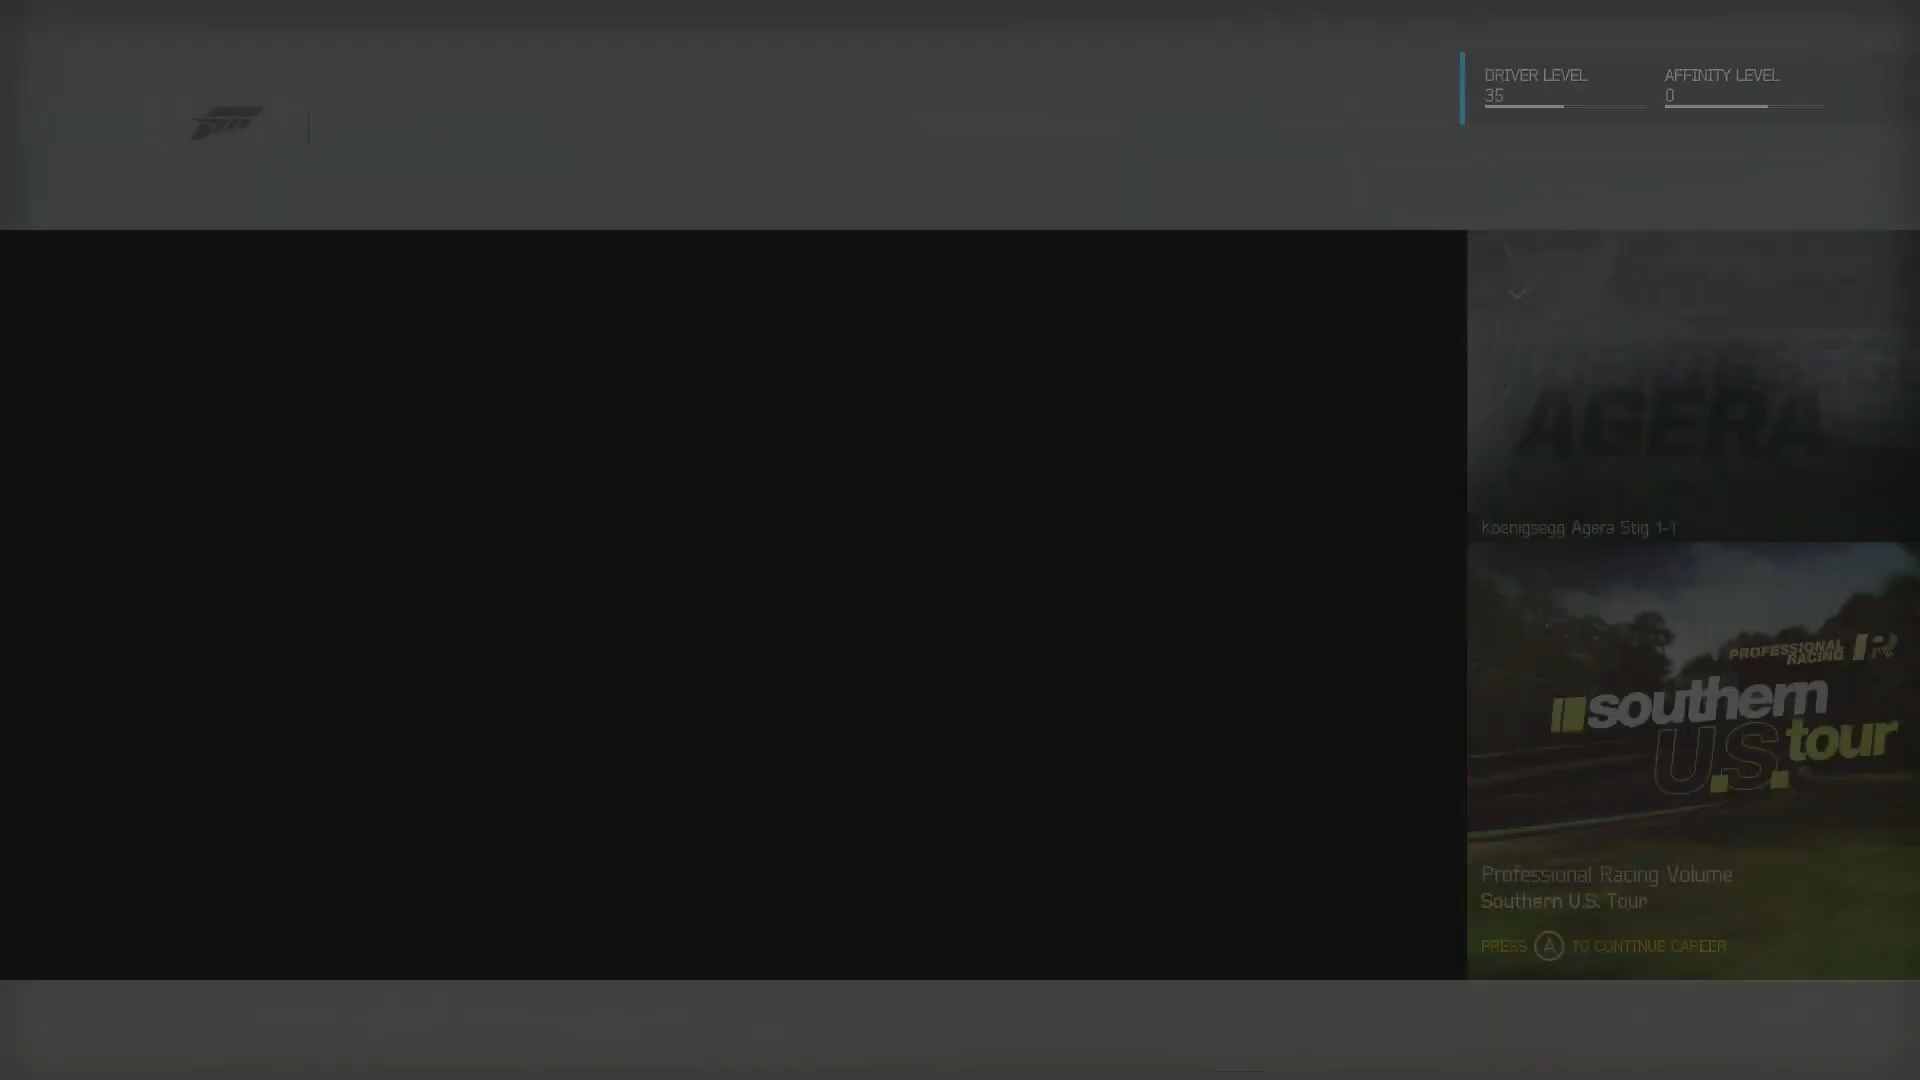 DRIVER LEVEL
35
AFFINITY LEVEL
0
KOENIGSEGG
AGERA
Koenigsegg Agera Stig 1-1
PROFESSIONAL
RACING
southern
U.S. tour
Professional Racing Volume
Southern U.S. Tour
PRESS A TO CONTINUE CAREER